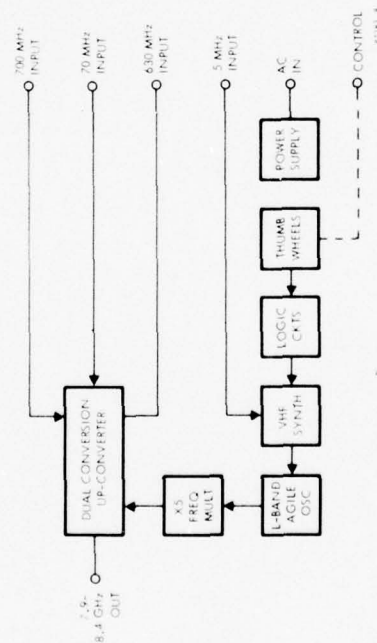 700 MHz
INPUT
70 MHz
INPUT
630 MHz
INPUT
5 MHz
INPUT
AC
IN
CONTROL
DUAL CONVERSION
UP-CONVERTER
POWER
SUPPLY
THUMB
WHEELS
LOGIC
CKTS
VHF
SYNTH
X5
FREQ
MULT
L-BAND
AGILE
OSC
7.9-
8.4 GHz
OUT